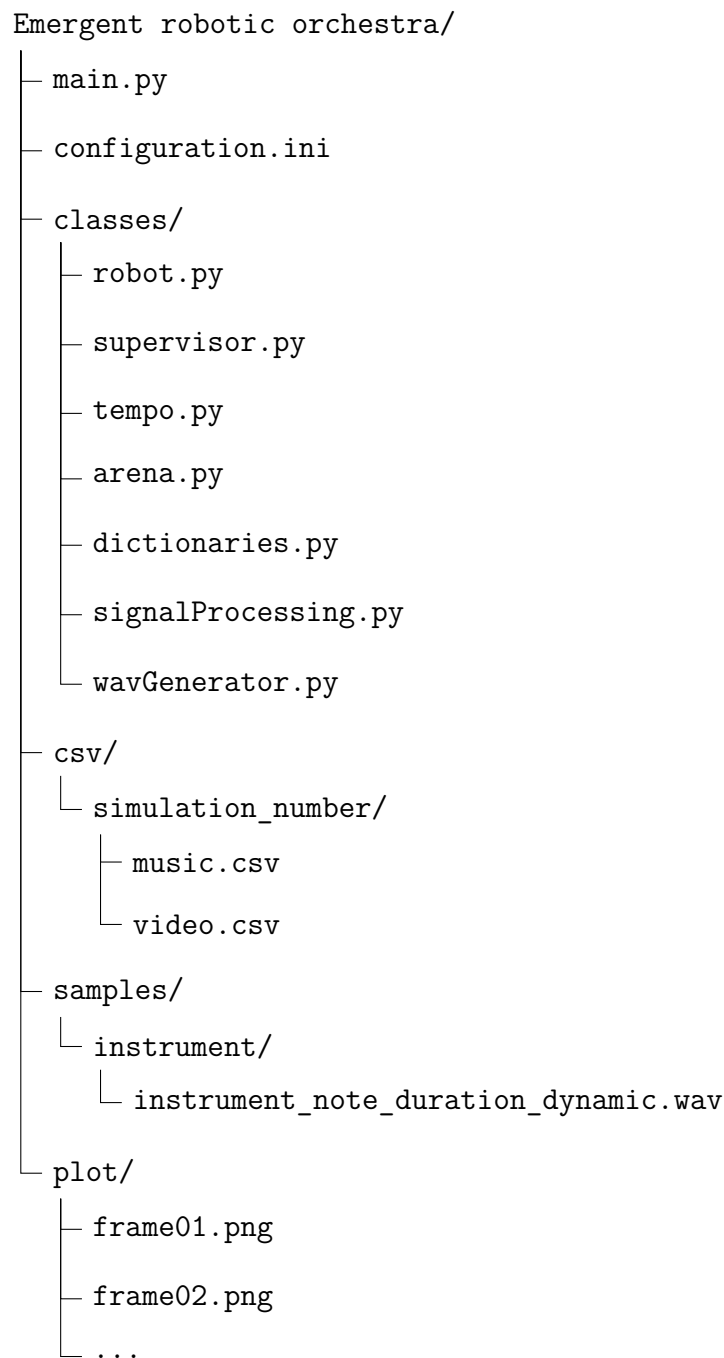 Emergent robotic orchestra/
main.py
configuration.ini
classes/
robot.py
supervisor.py
tempo.py
arena.py
dictionaries.py
signalProcessing.py
wavGenerator.py
csv/
simulation_number/
music.csv
video.csv
samples/
instrument/
instrument_note_duration_dynamic.wav
plot/
frame01.png
frame02.png
...